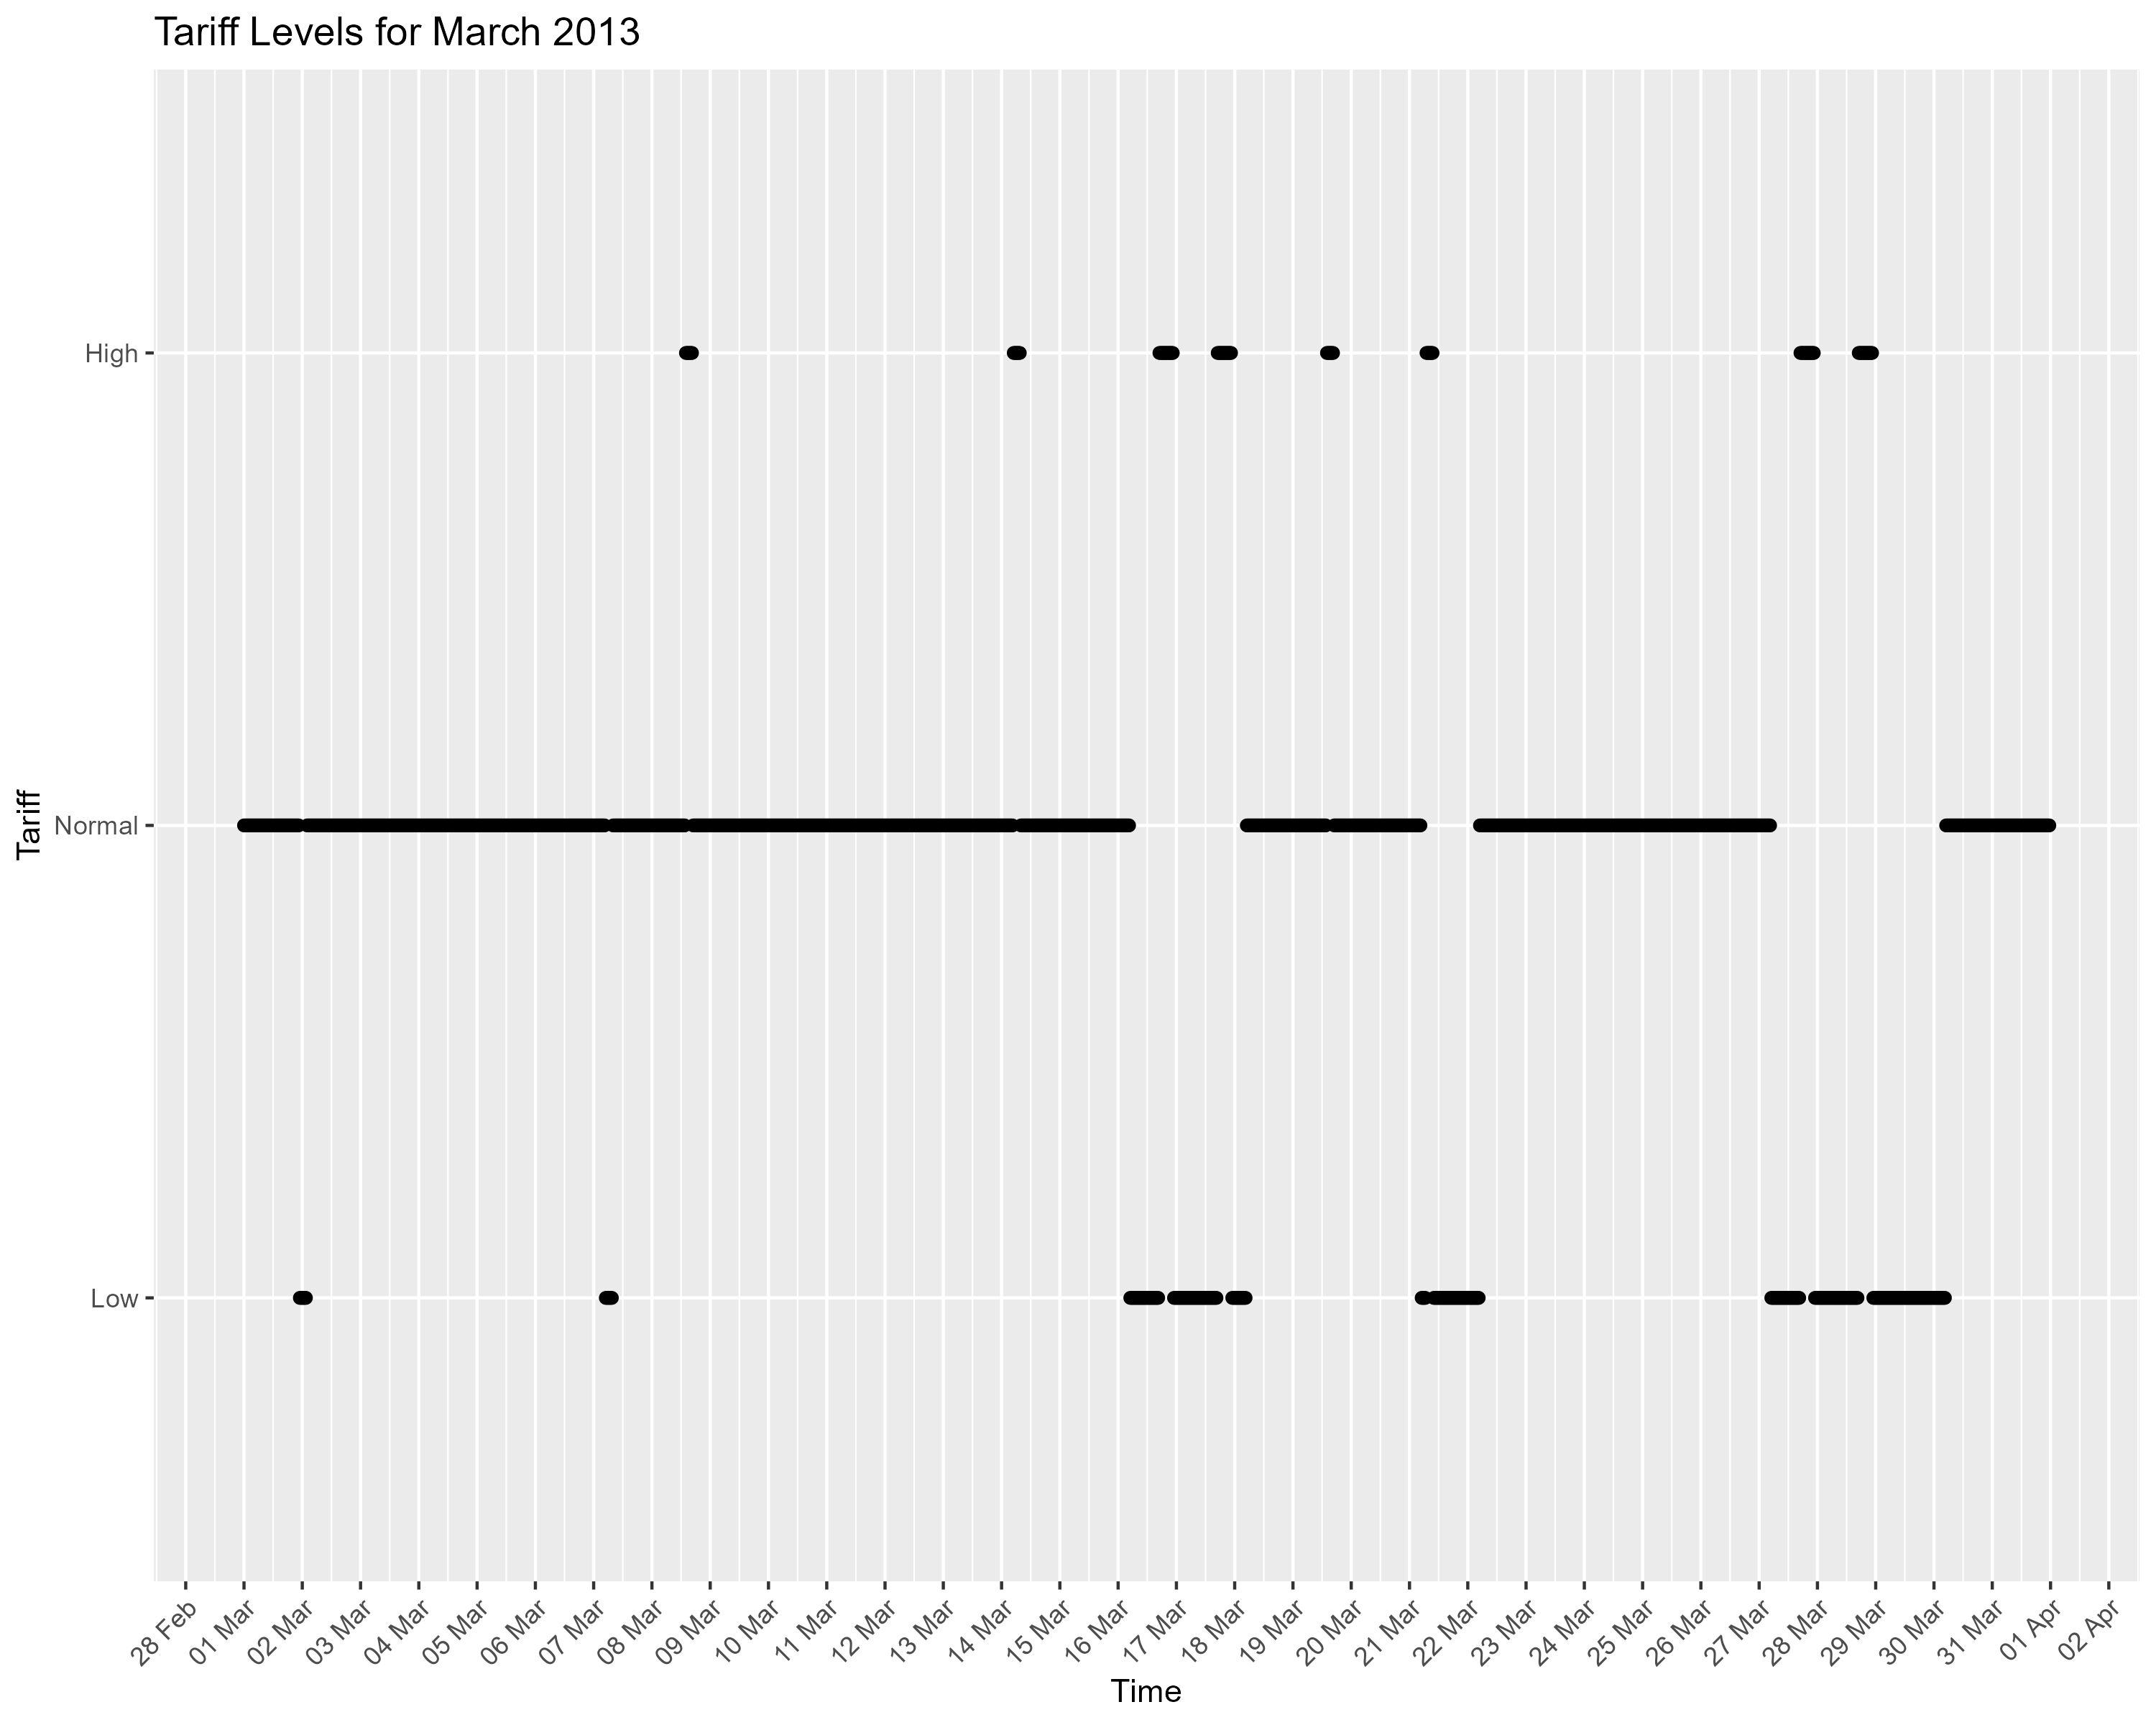 Tariff Levels for March 2013
Tariff
High
Normal
Low
28 Feb
01 Mar
02 Mar
03 Mar
04 Mar
05 Mar
06 Mar
07 Mar
08 Mar
09 Mar
10 Mar
11 Mar
12 Mar
13 Mar
14 Mar
15 Mar
16 Mar
17 Mar
18 Mar
19 Mar
20 Mar
21 Mar
22 Mar
23 Mar
24 Mar
25 Mar
26 Mar
27 Mar
28 Mar
29 Mar
30 Mar
31 Mar
01 Apr
02 Apr
Time